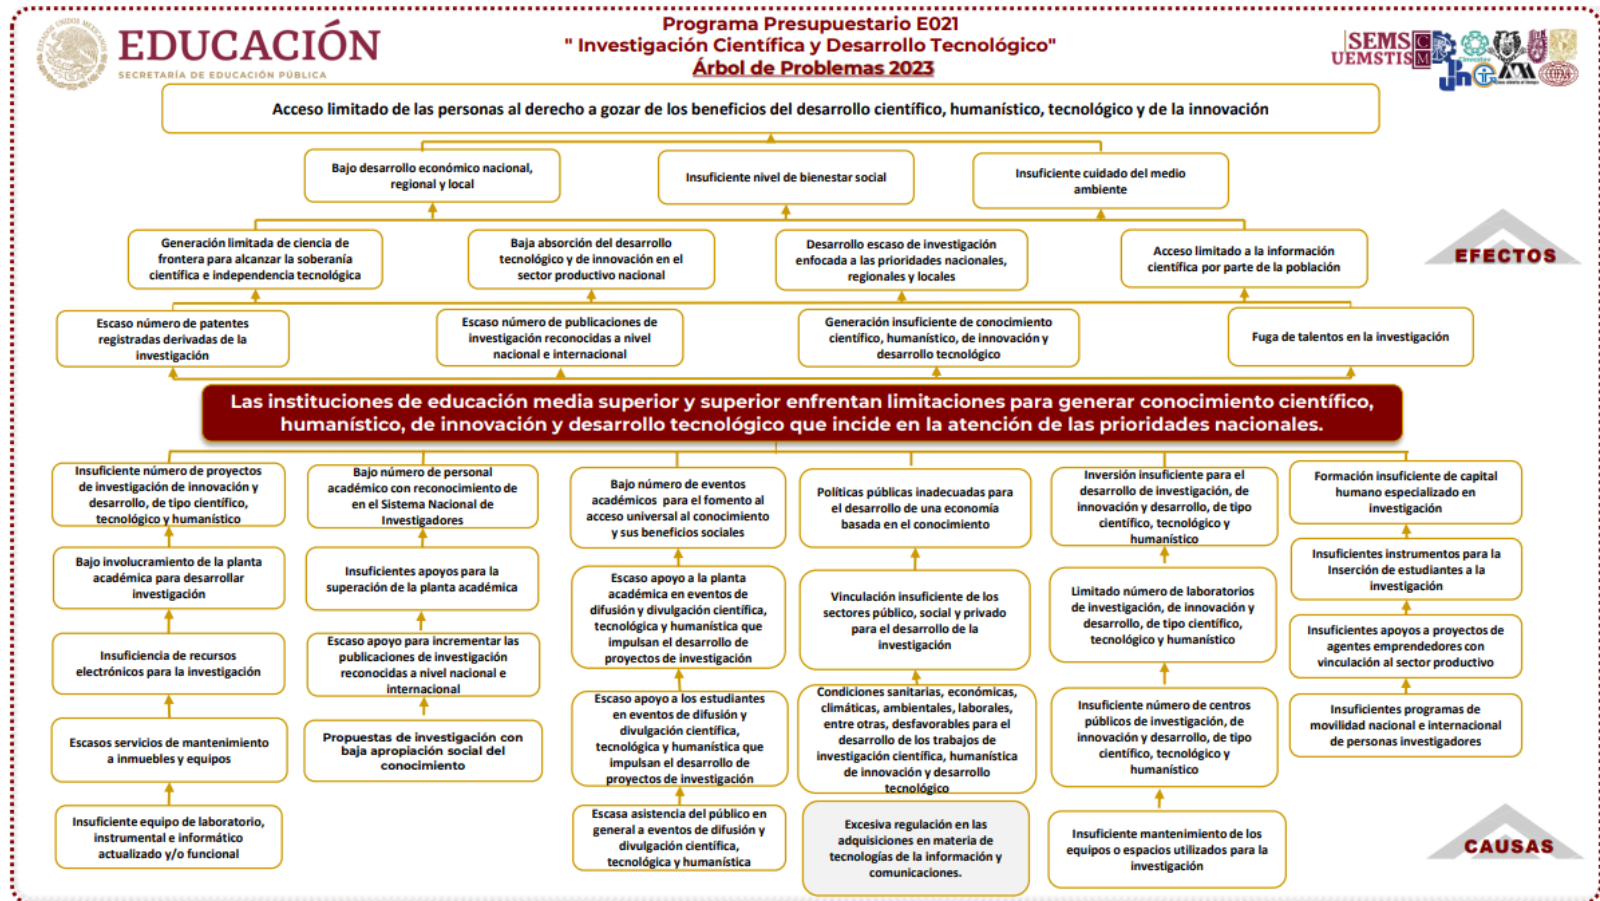 EDUCACIÓN
SECRETARÍA DE EDUCACIÓN PÚBLICA
Programa Presupuestario E021
" Investigación Científica y Desarrollo Tecnológico"
Árbol de Problemas 2023
SEMS
UEMSTIS
Acceso limitado de las personas al derecho a gozar de los beneficios del desarrollo científico, humanístico, tecnológico y de la innovación
Bajo desarrollo económico nacional,
regional y local
Insuficiente nivel de bienestar social
Insuficiente cuidado del medio
ambiente
Generación limitada de ciencia de
frontera para alcanzar la soberanía
científica e independencia tecnológica
Baja absorción del desarrollo
tecnológico y de innovación en el
sector productivo nacional
Desarrollo escaso de investigación
enfocada a las prioridades nacionales,
regionales y locales
Acceso limitado a la información
científica por parte de la población
EFECTOS
Escaso número de patentes
registradas derivadas de la
investigación
Escaso número de publicaciones de
investigación reconocidas a nivel
nacional e internacional
Generación insuficiente de conocimiento
científico, humanístico, de innovación y
desarrollo tecnológico
Fuga de talentos en la investigación
Las instituciones de educación media superior y superior enfrentan limitaciones para generar conocimiento científico,
humanístico, de innovación y desarrollo tecnológico que incide en la atención de las prioridades nacionales.
Insuficiente número de proyectos
de investigación de innovación y
desarrollo, de tipo científico,
tecnológico y humanístico
Bajo involucramiento de la planta
académica para desarrollar
investigación
Insuficiencia de recursos
electrónicos para la investigación
Escasos servicios de mantenimiento
a inmuebles y equipos
Insuficiente equipo de laboratorio,
instrumental e informático
actualizado y/o funcional
Bajo número de personal
académico con reconocimiento de
en el Sistema Nacional de
Investigadores
Insuficientes apoyos para la
superación de la planta académica
Escaso apoyo para incrementar las
publicaciones de investigación
reconocidas a nivel nacional e
internacional
Propuestas de investigación con
baja apropiación social del
conocimiento
Bajo número de eventos
académicos para el fomento al
acceso universal al conocimiento
y sus beneficios sociales
Escaso apoyo a la planta
académica en eventos de
difusión y divulgación científica,
tecnológica y humanística que
impulsan el desarrollo de
proyectos de investigación
Escaso apoyo a los estudiantes
en eventos de difusión y
divulgación científica,
tecnológica y humanística que
impulsan el desarrollo de
proyectos de investigación
Escasa asistencia del público en
general a eventos de difusión y
divulgación científica,
tecnológica y humanística
Políticas públicas inadecuadas para
el desarrollo de una economía
basada en el conocimiento
Vinculación insuficiente de los
sectores público, social y privado
para el desarrollo de la
investigación
Condiciones sanitarias, económicas,
climáticas, ambientales, laborales,
entre otras, desfavorables para el
desarrollo de los trabajos de
investigación científica, humanística
de innovación y desarrollo
tecnológico
Excesiva regulación en las
adquisiciones en materia de
tecnologías de la información y
comunicaciones.
Inversión insuficiente para el
desarrollo de investigación, de
innovación y desarrollo, de tipo
científico, tecnológico y
humanístico
Limitado número de laboratorios
de investigación, de innovación y
desarrollo, de tipo científico,
tecnológico y humanístico
Insuficiente número de centros
públicos de investigación, de
innovación y desarrollo, de tipo
científico, tecnológico y
humanístico
Insuficiente mantenimiento de los
equipos o espacios utilizados para la
investigación
Formación insuficiente de capital
humano especializado en
investigación
Insuficientes instrumentos para la
Inserción de estudiantes a la
investigación
Insuficientes apoyos a proyectos de
agentes emprendedores con
vinculación al sector productivo
Insuficientes programas de
movilidad nacional e internacional
de personas investigadores
CAUSAS